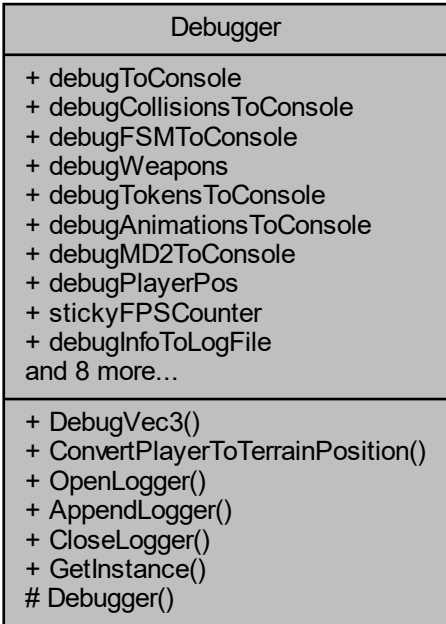 Debugger
+ debugToConsole
+ debugCollisionsToConsole
+ debugFSMToConsole
+ debugWeapons
+ debugTokensToConsole
+ debugAnimationsToConsole
+ debugMD2ToConsole
+ debugPlayerPos
+ stickyFPSCounter
+ debugInfoToLogFile
and 8 more...
+ DebugVec3()
+ ConvertPlayerToTerrainPosition()
+ OpenLogger()
+ AppendLogger()
+ CloseLogger()
+ GetInstance()
# Debugger()